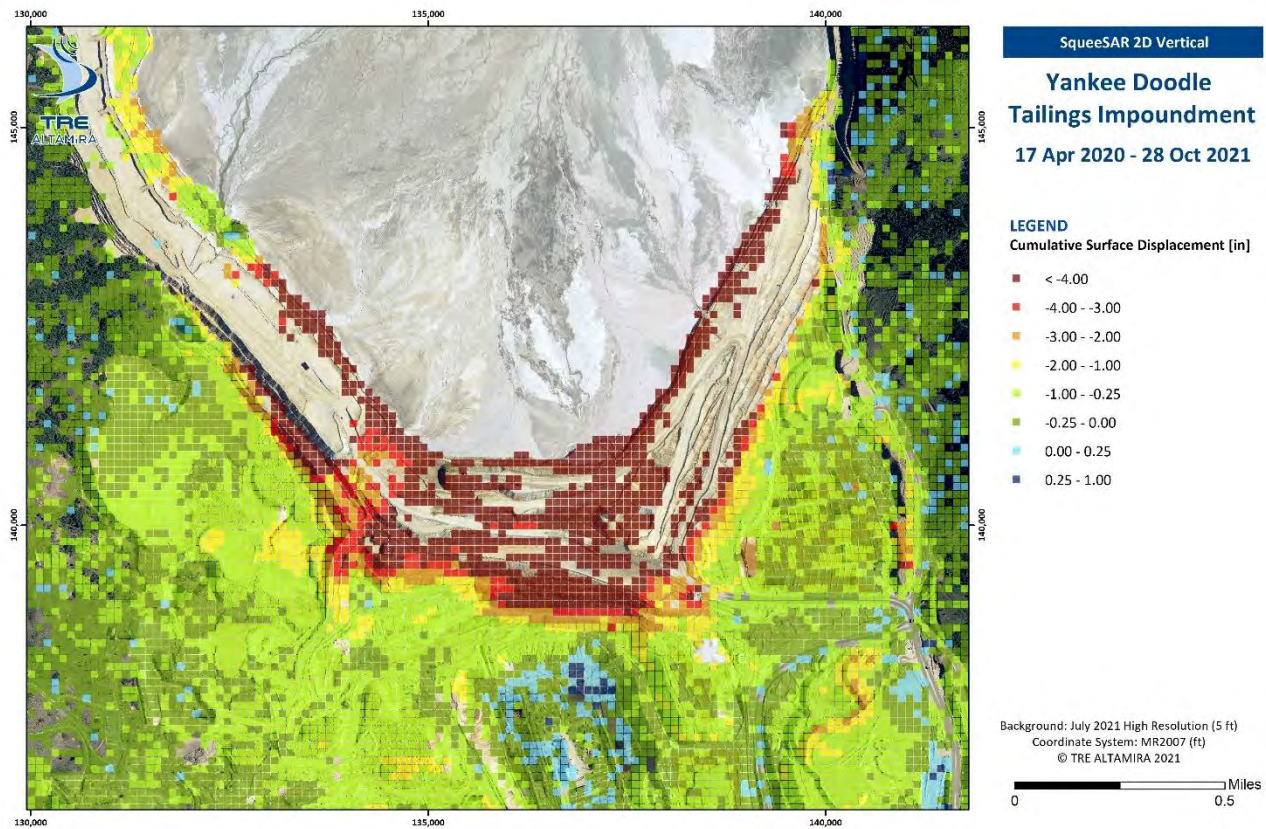 130,000
135,000
140,000
TRE
ALTAMIRA
145,000
145,000
140,000
140,000
130,000
135,000
140,000
SqueeSAR 2D Vertical
Yankee Doodle
Tailings Impoundment
17 Apr 2020 - 28 Oct 2021
LEGEND
Cumulative Surface Displacement [in]
< -4.00
-4.00 - -3.00
-3.00 - -2.00
-2.00 - -1.00
-1.00 - -0.25
-0.25 - 0.00
0.00 - 0.25
0.25 - 1.00
Background: July 2021 High Resolution (5 ft)
Coordinate System: MR2007 (ft)
© TRE ALTAMIRA 2021
Miles
0
0.5